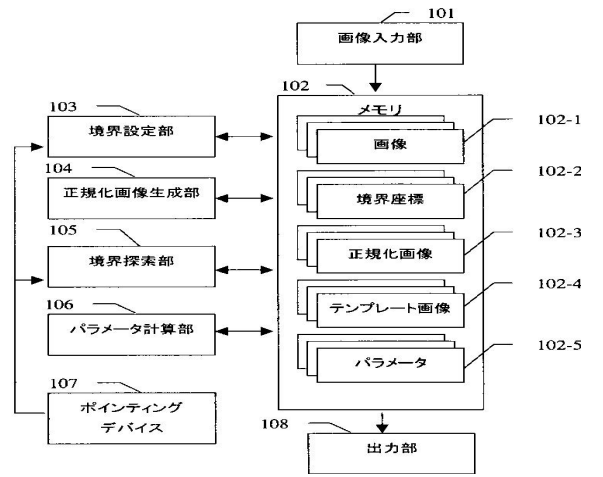 101
画像入力部
102
メモリ
画像
102-1
境界座標
102-2
正規化画像
102-3
テンプレート画像
102-4
パラメータ
102-5
103
境界設定部
104
正規化画像生成部
105
境界探索部
106
パラメータ計算部
107
ポインティング
デバイス
108
出力部